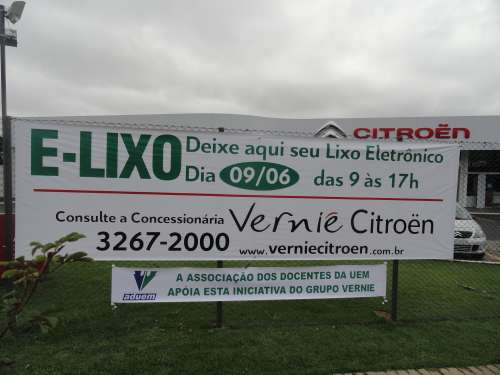 CITROËN
E-LIXO
Deixe aqui seu Lixo Eletrônico
Dia 09/06 das 9 às 17h
Consulte a Concessionária
3267-2000
Vernié Citroën
www.verniecitroen.com.br
aduem
A ASSOCIAÇÃO DOS DOCENTES DA UEM
APÓIA ESTA INICIATIVA DO GRUPO VERNIE